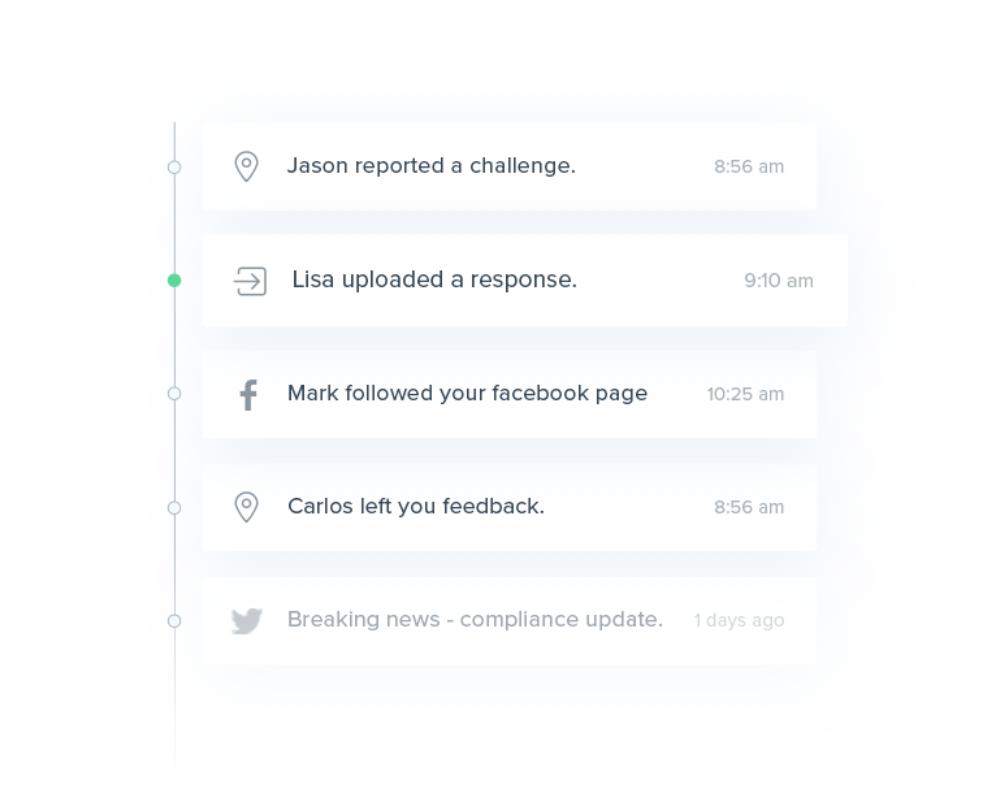 Jason reported a challenge. 8:56 am
Lisa uploaded a response. 9:10 am
Mark followed your facebook page 10:25 am
Carlos left you feedback. 8:56 am
Breaking news - compliance update. 1 days ago